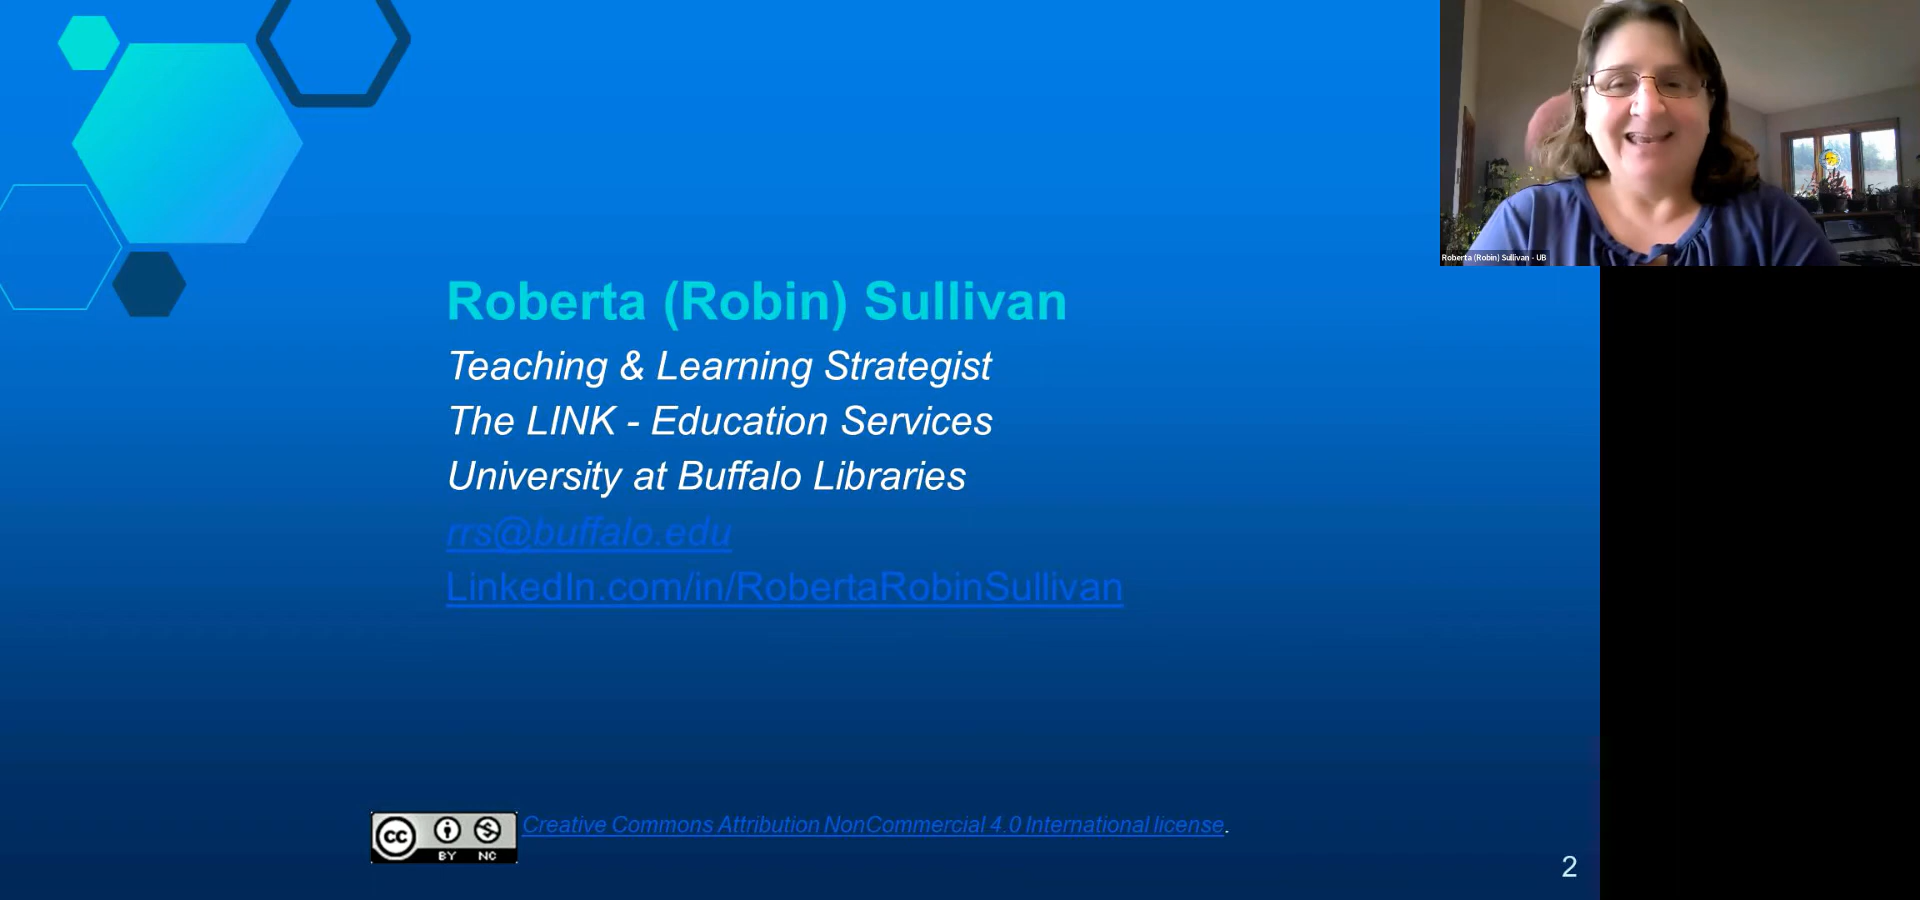 Roberta (Robin) Sullivan - UB
Roberta (Robin) Sullivan
Teaching & Learning Strategist
The LINK - Education Services
University at Buffalo Libraries
rrs@buffalo.edu
LinkedIn.com/in/RobertaRobinSullivan
cc BY NC
Creative Commons Attribution NonCommercial 4.0 International license.
2